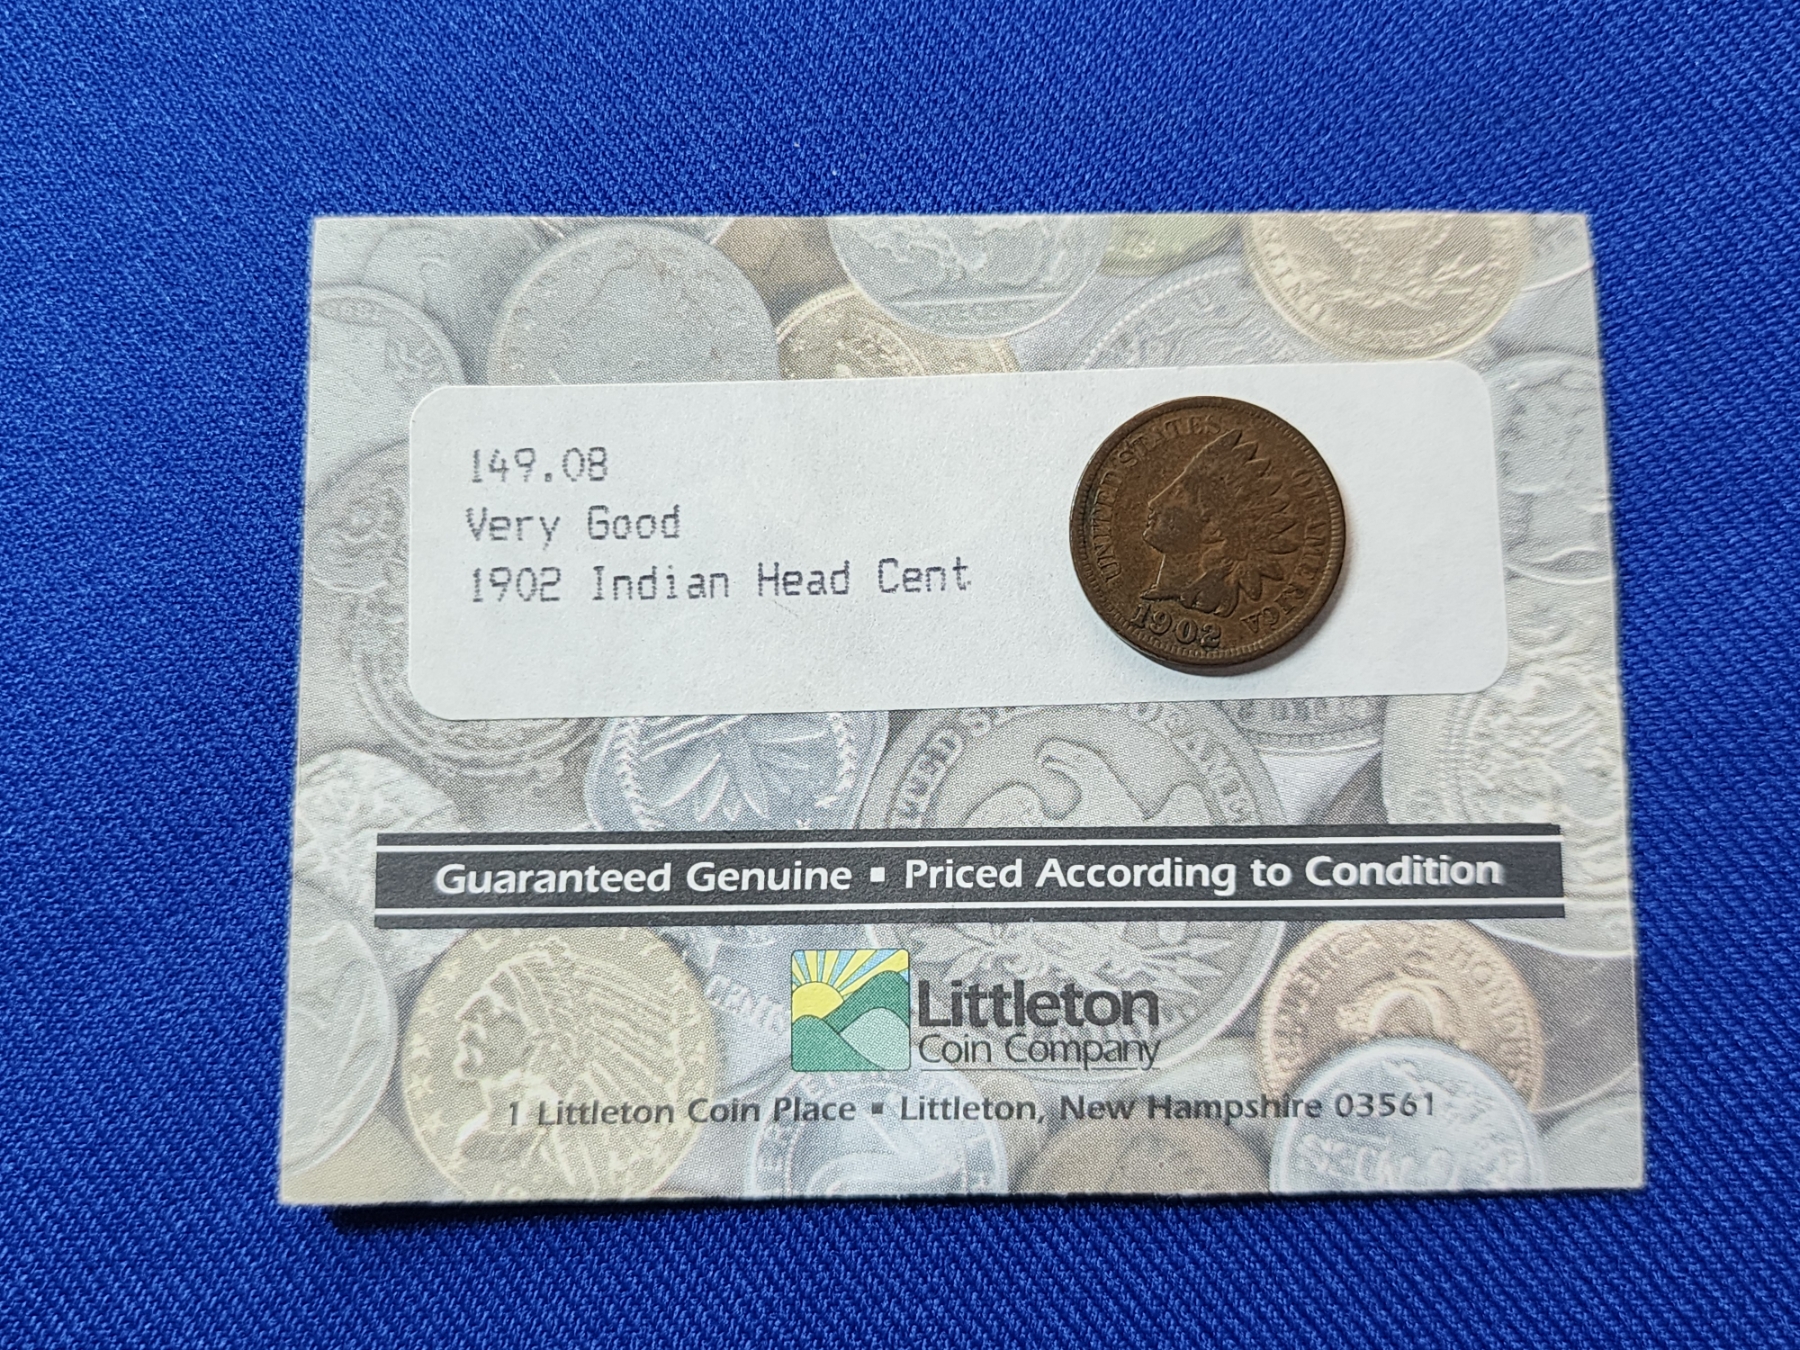 149.08
Very Good
1902 Indian Head Cent
UNITED STATES OF AMERICA
1902
Guaranteed Genuine ▪ Priced According to Condition
Littleton
Coin Company
1 Littleton Coin Place ▪ Littleton, New Hampshire 03561